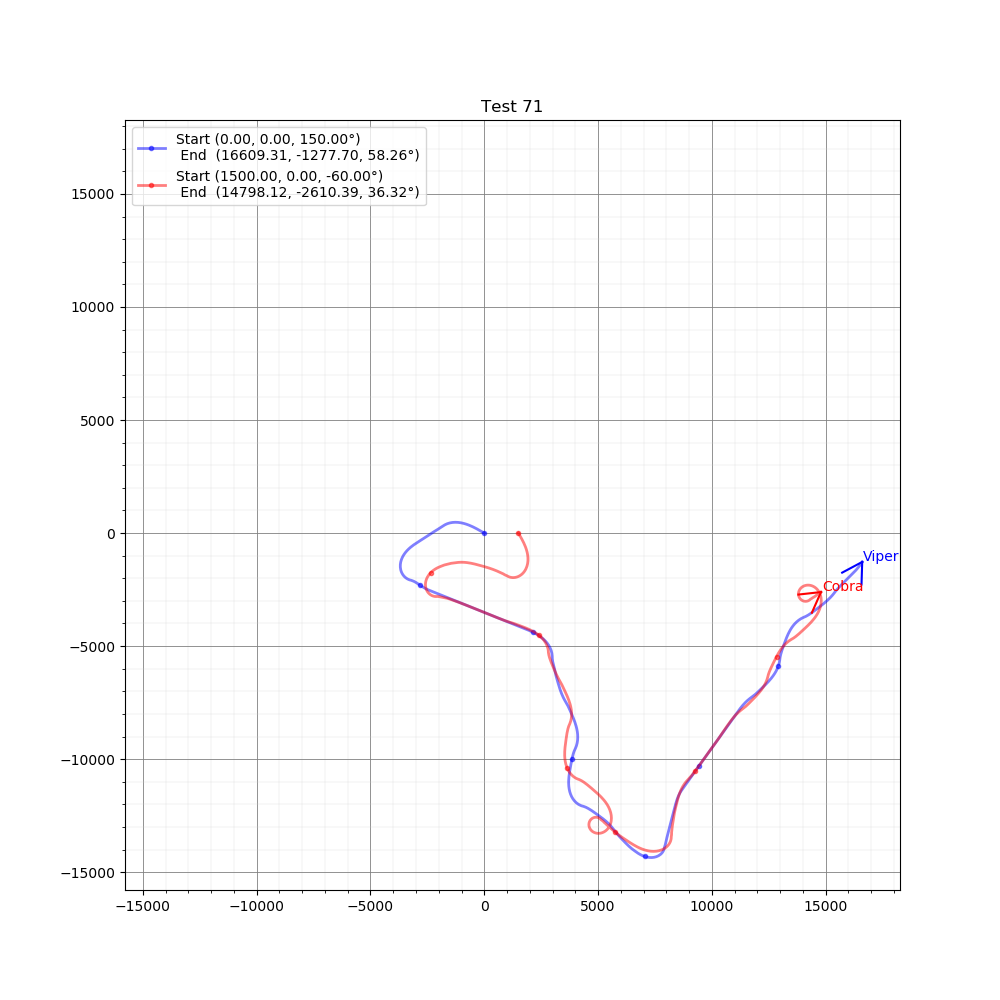 Test 71
Start (0.00, 0.00, 150.00°)
End (16609.31, -1277.70, 58.26°)
Start (1500.00, 0.00, -60.00°)
End (14798.12, -2610.39, 36.32°)
15000
10000
5000
0
−5000
−10000
−15000
Viper
Cobra
−15000 −10000 −5000 0 5000 10000 15000